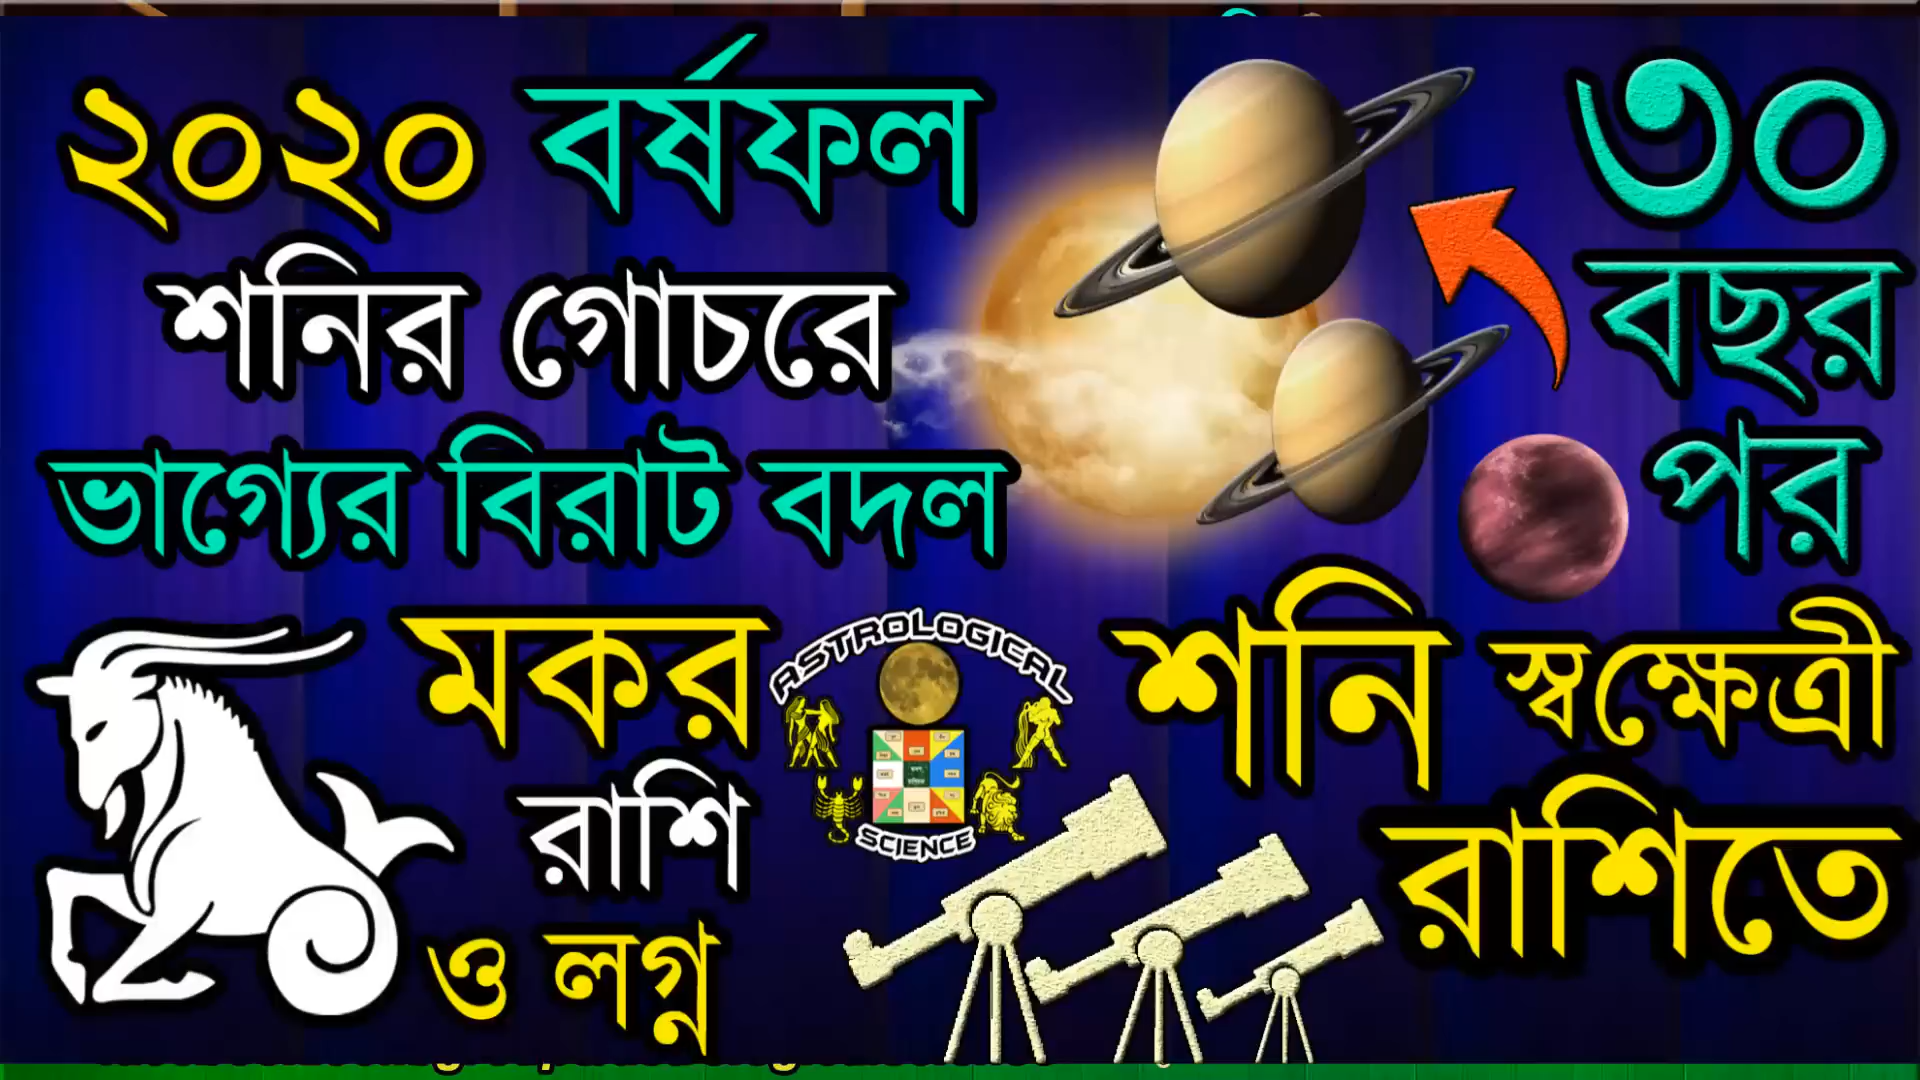 ২০২০ বর্ষফল
শনির গোচরে
ভাগ্যের বিরাট বদল
৩০
বছর
পর
মকর
রাশি
ও লগ্ন
ASTROLOGICAL
SCIENCE
শনি স্বক্ষেত্রী
রাশিতে